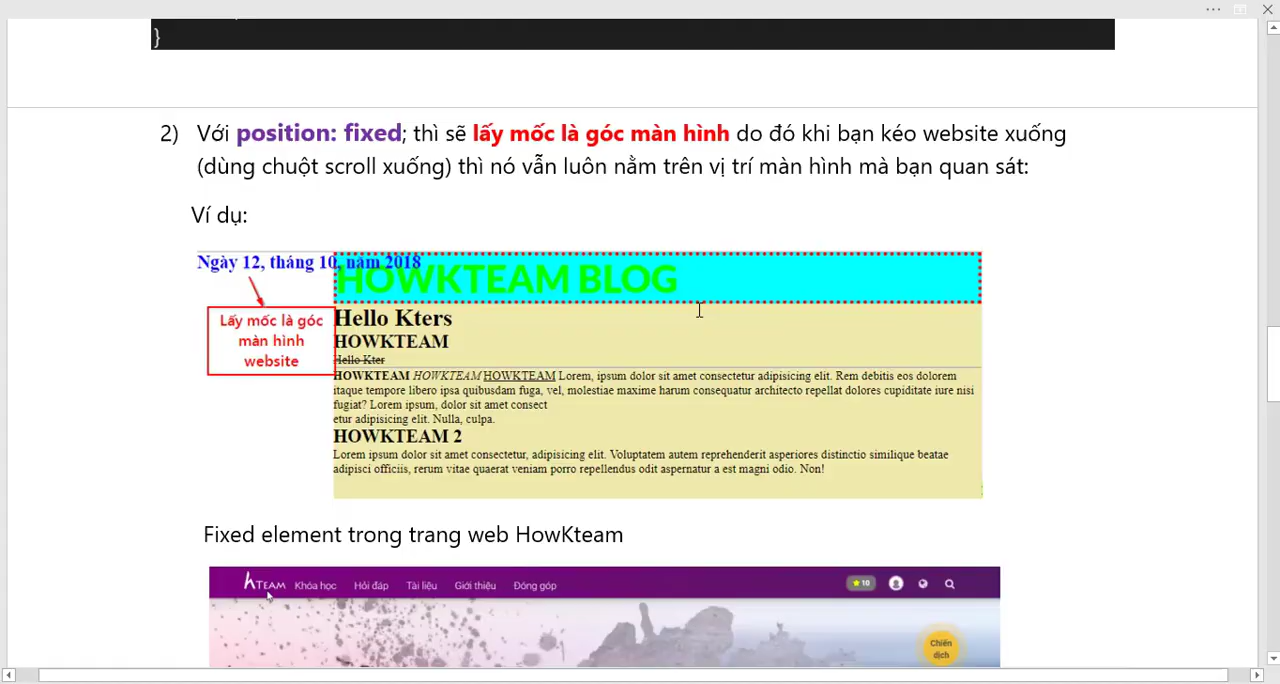 }
2) Với position: fixed; thì sẽ lấy mốc là góc màn hình do đó khi bạn kéo website xuống
(dùng chuột scroll xuống) thì nó vẫn luôn nằm trên vị trí màn hình mà bạn quan sát:
Ví dụ:
Ngày 12, tháng 10, năm 2018
HOWKTEAM BLOG
Lấy mốc là góc
màn hình
website
Hello Kters
HOWKTEAM
Hello Kter
HOWKTEAM HOWKTEAM HOWKTEAM Lorem, ipsum dolor sit amet consectetur adipisicing elit. Rem debitis eos dolorem
itaque tempore libero ipsa quibusdam fuga, vel, molestiae maxime harum consequatur architecto repellat dolores cupiditate iure nisi
fugiat? Lorem ipsum, dolor sit amet consect
etur adipisicing elit. Nulla, culpa.
HOWKTEAM 2
Lorem ipsum dolor sit amet consectetur, adipisicing elit. Voluptatem autem reprehenderit asperiores distinctio similique beatae
adipisci officiis, rerum vitae quaerat veniam porro repellendus odit aspernatur a est magni odio. Non!
Fixed element trong trang web HowKteam
hTEAM Khóa học Hỏi đáp Tài liệu Giới thiệu Đóng góp 10
Chiến
dịch